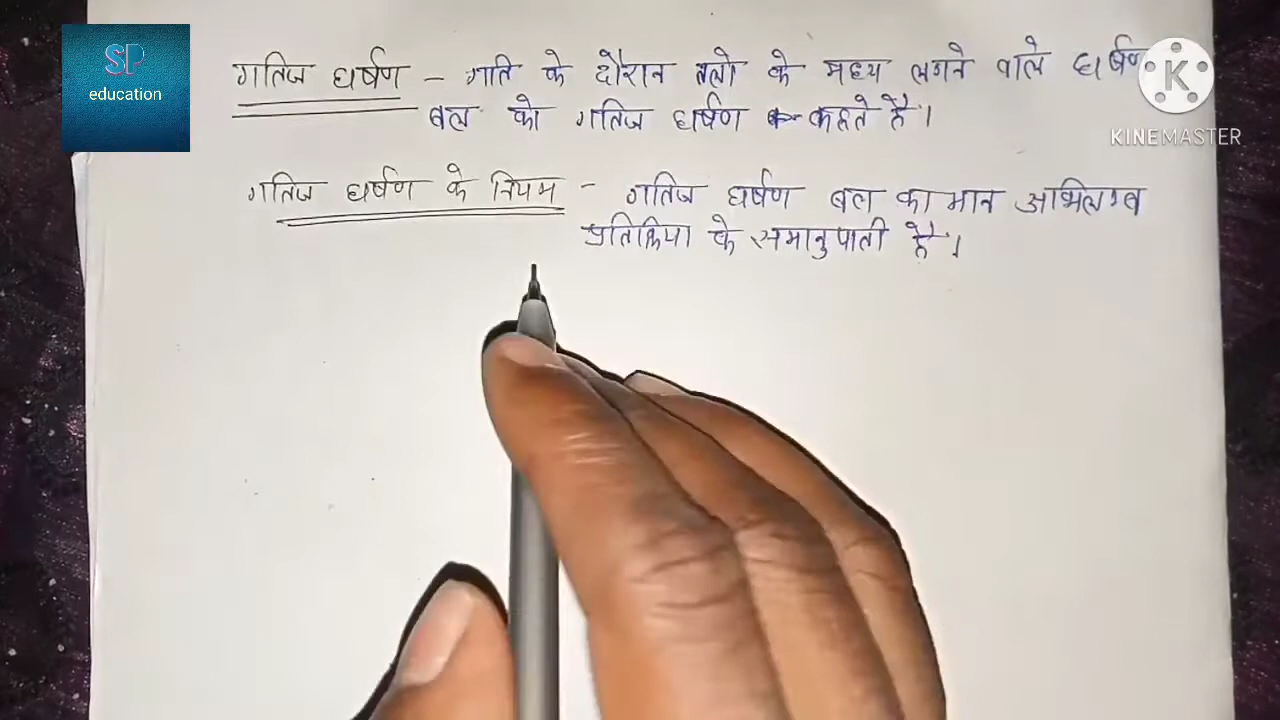 SP
education
गतिज घर्षण - गति के दौरान तलो के मध्य लगने वाले घर्षण
बल को गतिज घर्षण कहते है।
K
KINEMASTER
गतिज घर्षण के नियम - गतिज घर्षण बल का मान अभिलम्ब
प्रतिक्रिया के समानुपाती है।